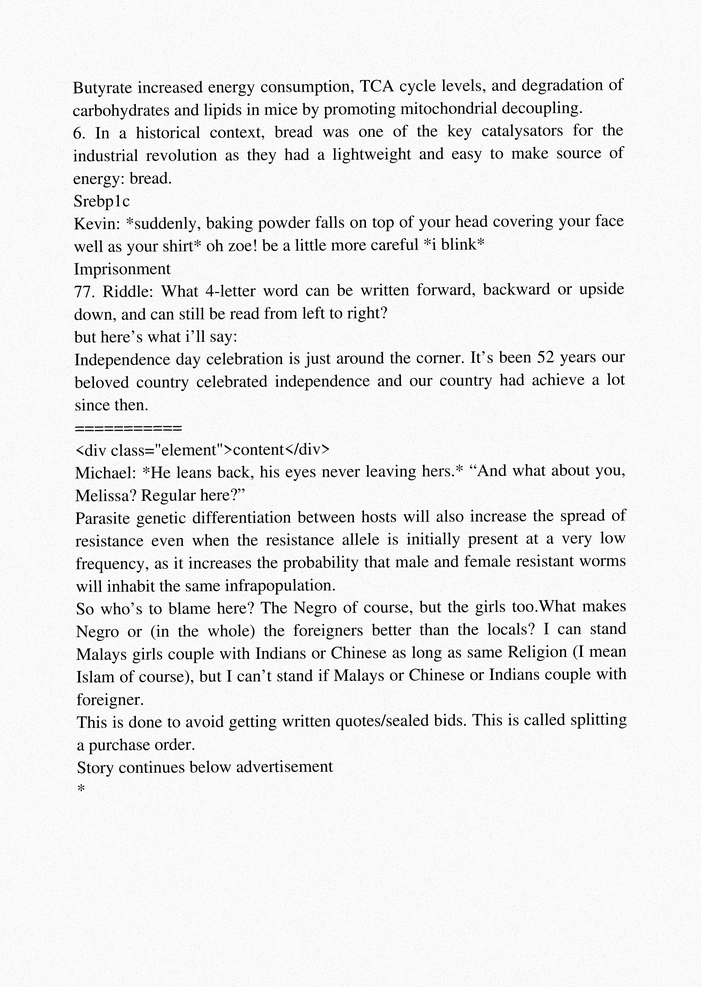 Butyrate increased energy consumption, TCA cycle levels, and degradation of
carbohydrates and lipids in mice by promoting mitochondrial decoupling.
6. In a historical context, bread was one of the key catalysators for the
industrial revolution as they had a lightweight and easy to make source of
energy: bread.
Srebp1c
Kevin: *suddenly, baking powder falls on top of your head covering your face
well as your shirt* oh zoe! be a little more careful *i blink*
Imprisonment
77. Riddle: What 4-letter word can be written forward, backward or upside
down, and can still be read from left to right?
but here’s what i’ll say:
Independence day celebration is just around the corner. It’s been 52 years our
beloved country celebrated independence and our country had achieve a lot
since then.
===========
<div class="element">content</div>
Michael: *He leans back, his eyes never leaving hers.* “And what about you,
Melissa? Regular here?”
Parasite genetic differentiation between hosts will also increase the spread of
resistance even when the resistance allele is initially present at a very low
frequency, as it increases the probability that male and female resistant worms
will inhabit the same infrapopulation.
So who’s to blame here? The Negro of course, but the girls too.What makes
Negro or (in the whole) the foreigners better than the locals? I can stand
Malays girls couple with Indians or Chinese as long as same Religion (I mean
Islam of course), but I can’t stand if Malays or Chinese or Indians couple with
foreigner.
This is done to avoid getting written quotes/sealed bids. This is called splitting
a purchase order.
Story continues below advertisement
*